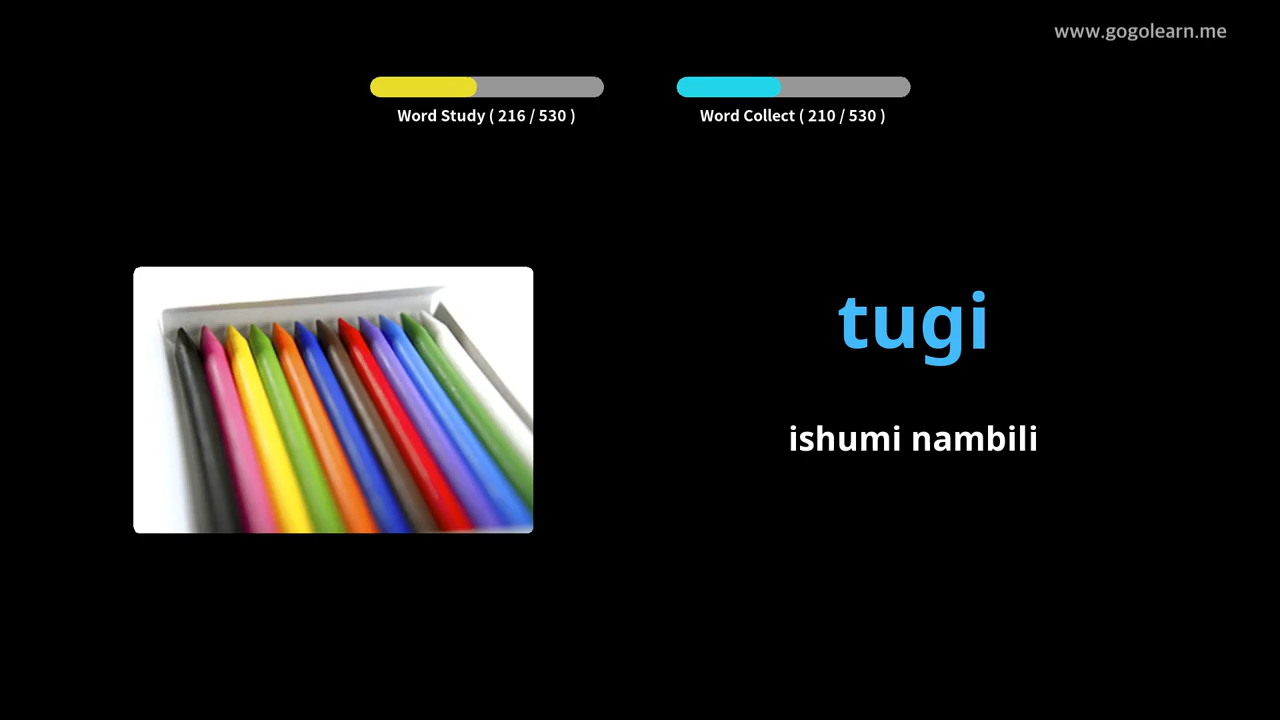 www.gogolearn.me
Word Study ( 216 / 530 )
Word Collect ( 210 / 530 )
tugi
ishumi nambili